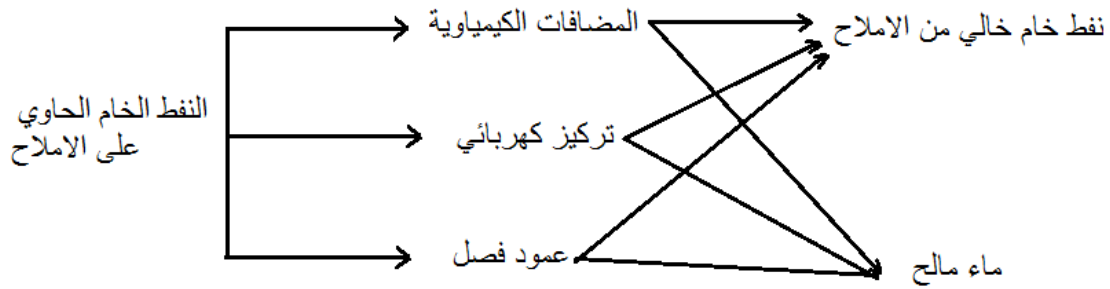 المضافات الكيمياوية
نفط خام خالي من الاملاح
النفط الخام الحاوي
على الاملاح
تركيز كهربائي
عمود فصل
ماء مالح